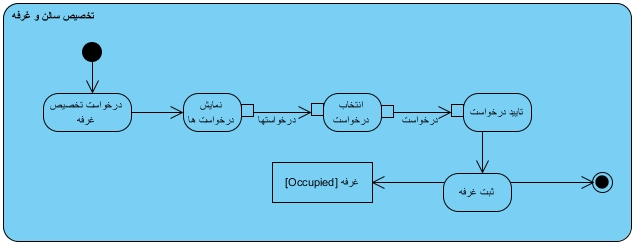 تخصیص سالن و غرفه
درخواست تخصیص
غرفه
نمایش
درخواست ها
درخواستها
انتخاب
درخواست
درخواست
تایید درخواست
ثبت غرفه
غرفه [Occupied]